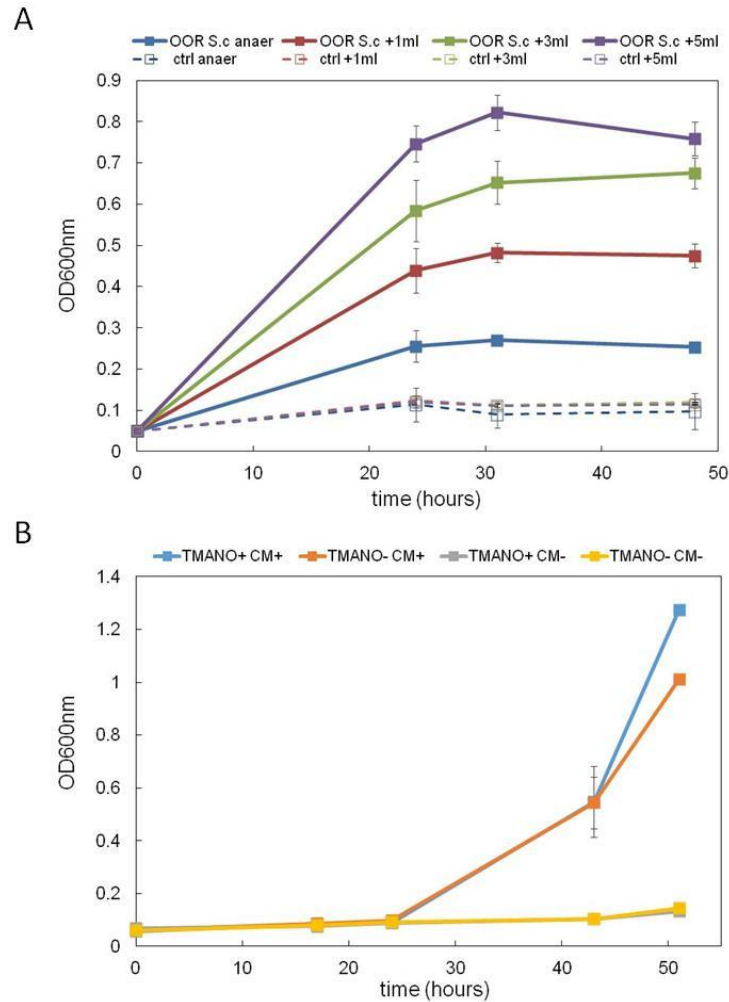 A
OOR S.c anaer OOR S.c +1ml OOR S.c +3ml OOR S.c +5ml
ctrl anaer ctrl +1ml ctrl +3ml ctrl +5ml
0.9
0.8
0.7
0.6
0.5
0.4
0.3
0.2
0.1
0
OD600nm
0 10 20 30 40 50
time (hours)
B
TMANO+ CM+ TMANO- CM+ TMANO+ CM- TMANO- CM-
1.4
1.2
1
0.8
0.6
0.4
0.2
0
OD600nm
0 10 20 30 40 50
time (hours)